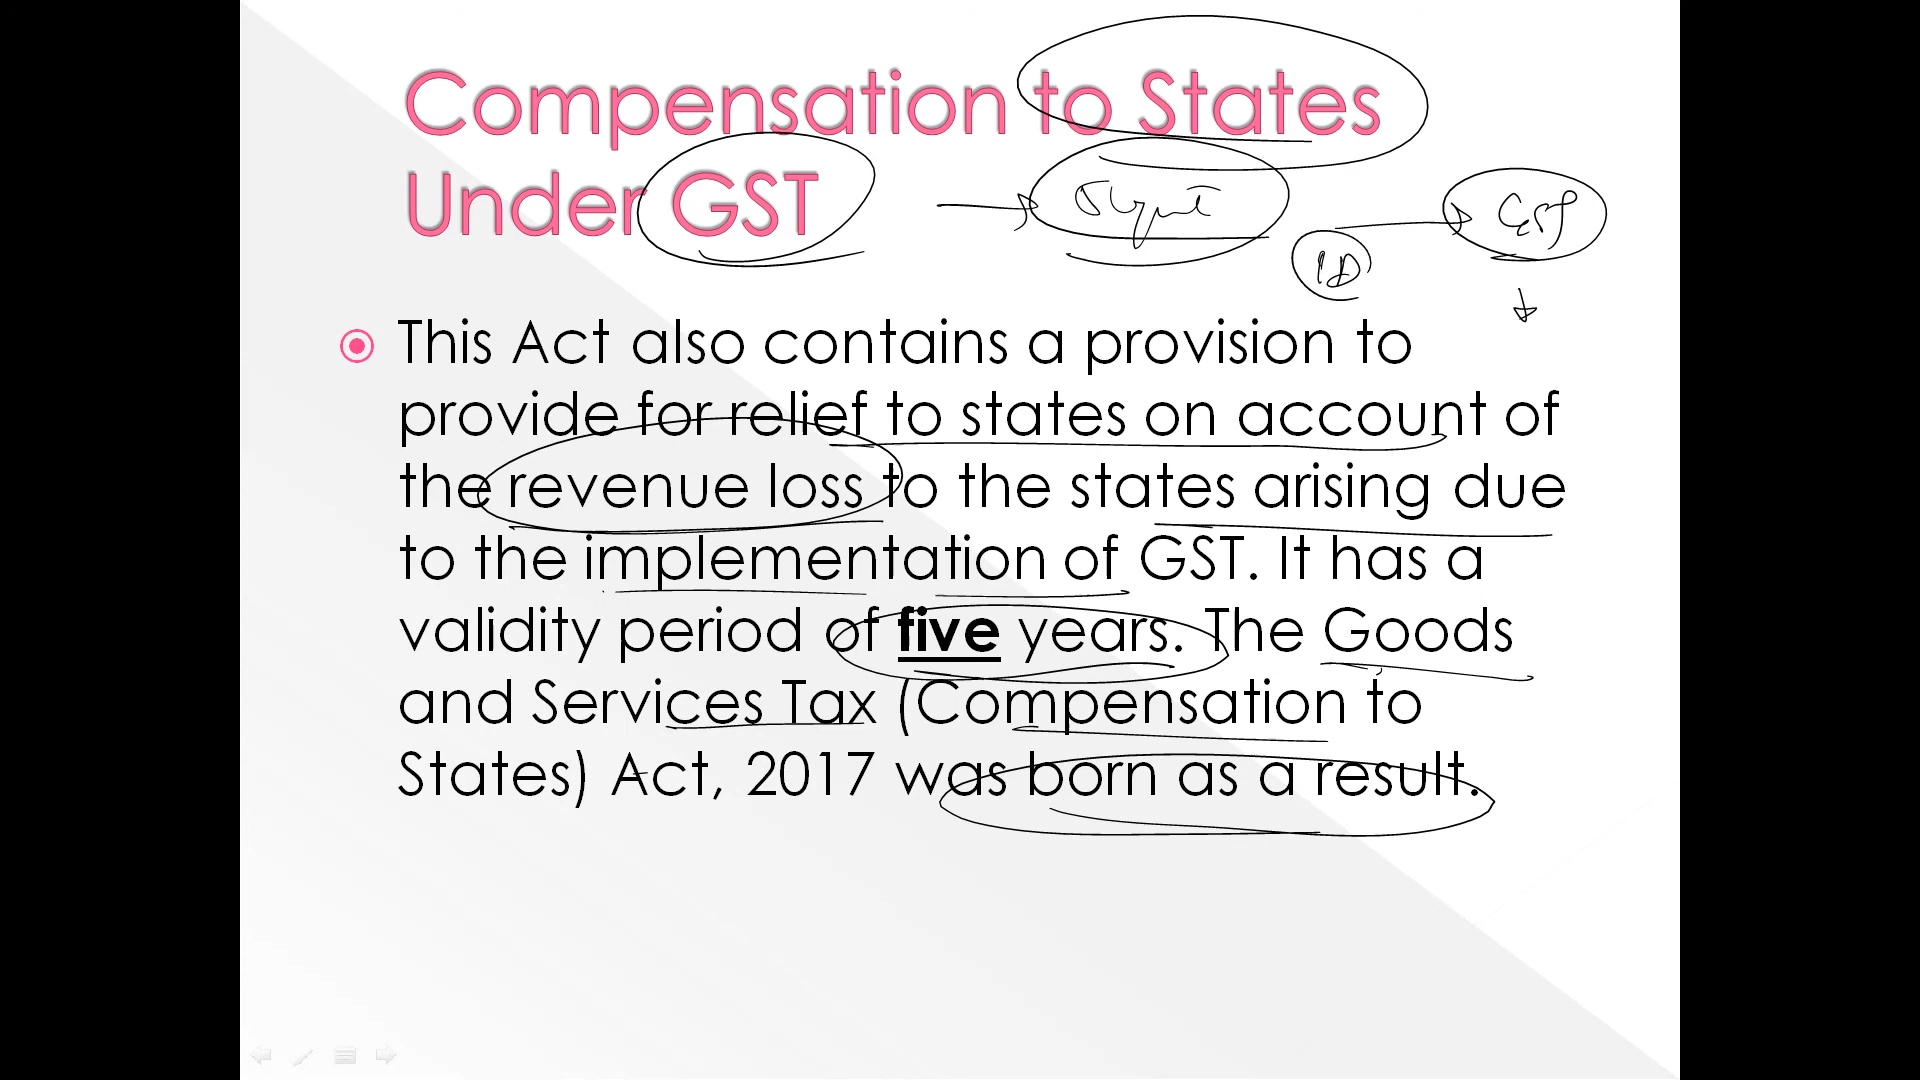 Compensation to States
Under GST
GST
This Act also contains a provision to
provide for relief to states on account of
the revenue loss to the states arising due
to the implementation of GST. It has a
validity period of five years. The Goods
and Services Tax (Compensation to
States) Act, 2017 was born as a result.